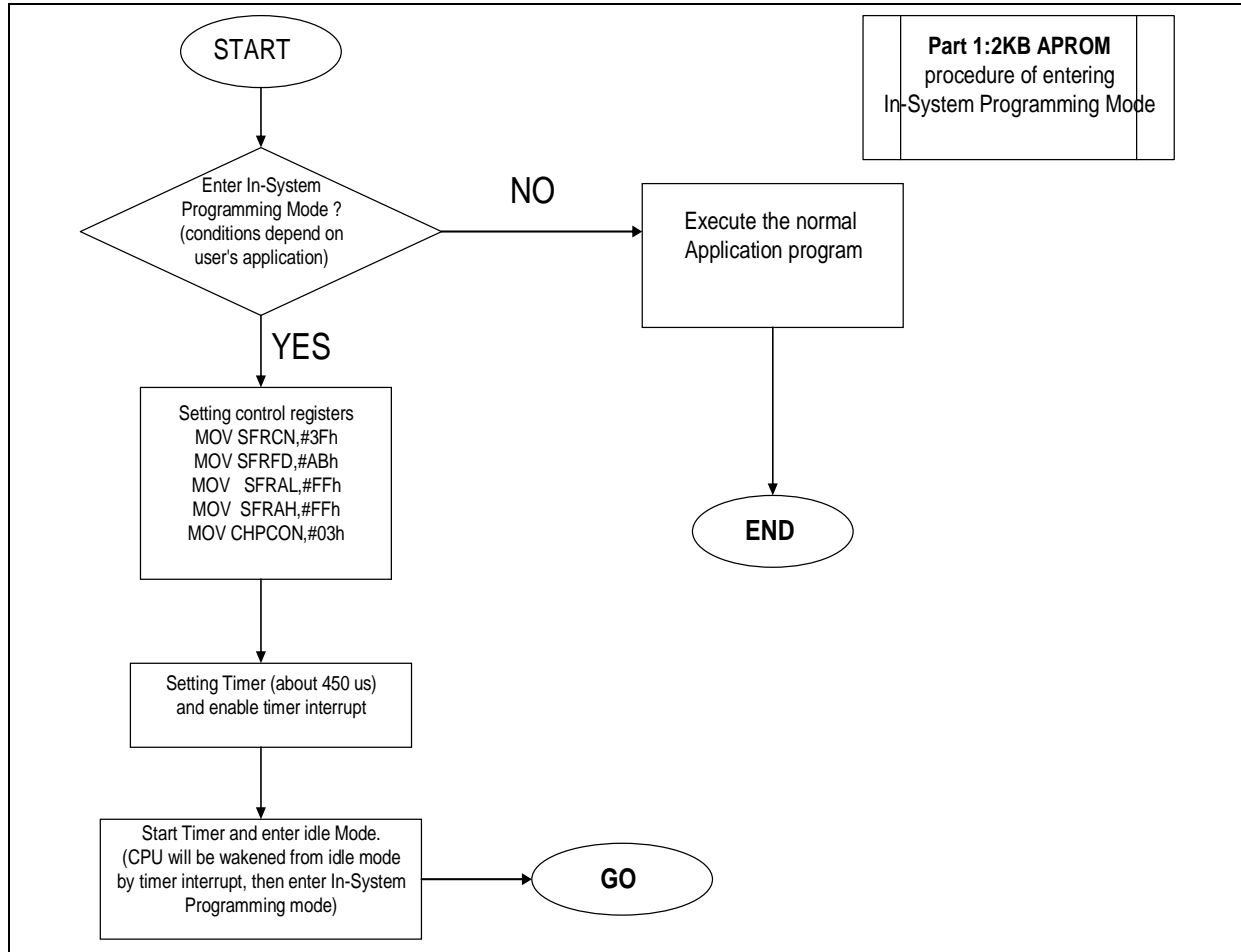 START
Part 1:2KB APROM
procedure of entering
In-System Programming Mode
Enter In-System
Programming Mode ?
(conditions depend on
user's application)
NO
Execute the normal
Application program
YES
Setting control registers
MOV SFRCN,#3Fh
MOV SFRFD,#ABh
MOV SFRAL,#FFh
MOV SFRAH,#FFh
MOV CHPCON,#03h
END
Setting Timer (about 450 us)
and enable timer interrupt
Start Timer and enter idle Mode.
(CPU will be wakened from idle mode
by timer interrupt, then enter In-System
Programming mode)
GO